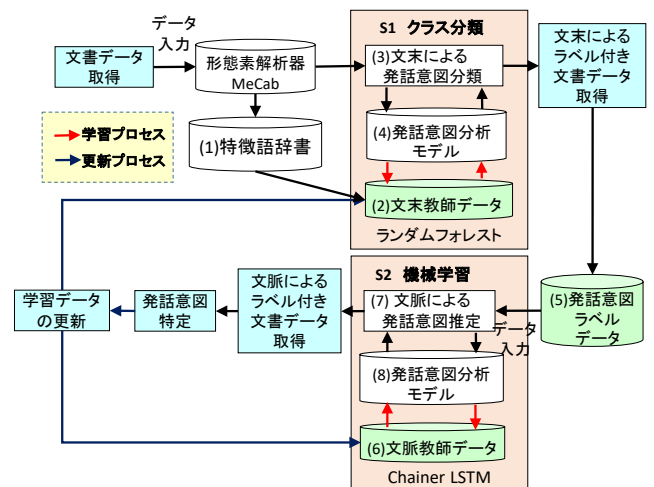 データ
入力
文書データ
取得
形態素解析器
MeCab
S1 クラス分類
(3)文末による
発話意図分類
文末による
ラベル付き
文書データ
取得
学習プロセス
更新プロセス
(1)特徴語辞書
(4)発話意図分析
モデル
(2)文末教師データ
ランダムフォレスト
S2 機械学習
(7) 文脈による
発話意図推定
データ
入力
(5)発話意図
ラベル
データ
文脈による
ラベル付き
文書データ
取得
発話意図
特定
学習データ
の更新
(8)発話意図分析
モデル
(6)文脈教師データ
Chainer LSTM